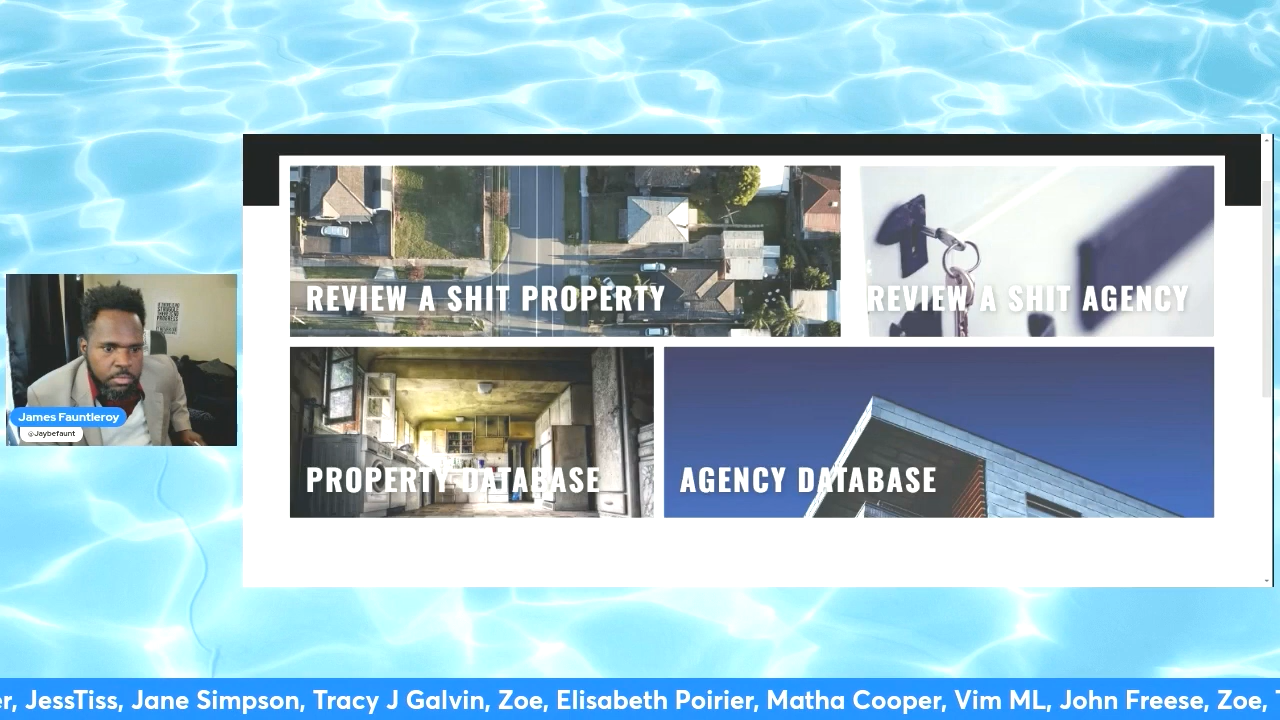 REVIEW A SHIT PROPERTY
REVIEW A SHIT AGENCY
PROPERTY DATABASE
AGENCY DATABASE
James Fauntleroy
@Jaybefaunt
er, JessTiss, Jane Simpson, Tracy J Galvin, Zoe, Elisabeth Poirier, Matha Cooper, Vim ML, John Freese, Zoe,